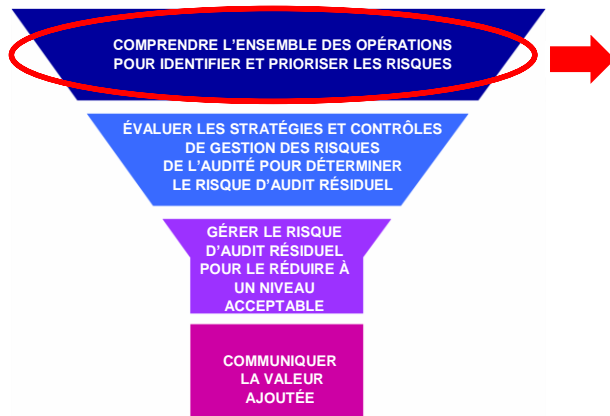 COMPRENDRE L'ENSEMBLE DES OPÉRATIONS
POUR IDENTIFIER ET PRIORISER LES RISQUES
ÉVALUER LES STRATÉGIES ET CONTRÔLES
DE GESTION DES RISQUES
DE L'AUDITÉ POUR DÉTERMINER
LE RISQUE D'AUDIT RÉSIDUEL
GÉRER LE RISQUE
D'AUDIT RÉSIDUEL
POUR LE RÉDUIRE À
UN NIVEAU
ACCEPTABLE
COMMUNIQUER
LA VALEUR
AJOUTÉE